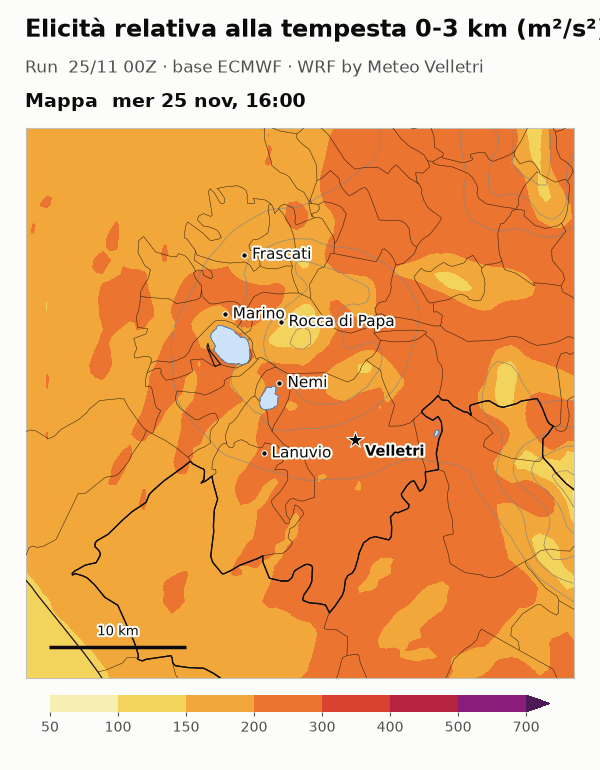 Elicità relativa alla tempesta 0-3 km (m²/s²)
Run 25/11 00Z · base ECMWF · WRF by Meteo Velletri
Mappa mer 25 nov, 16:00
Frascati
Marino
Rocca di Papa
Nemi
Velletri
Lanuvio
10 km
50 100 150 200 300 400 500 700